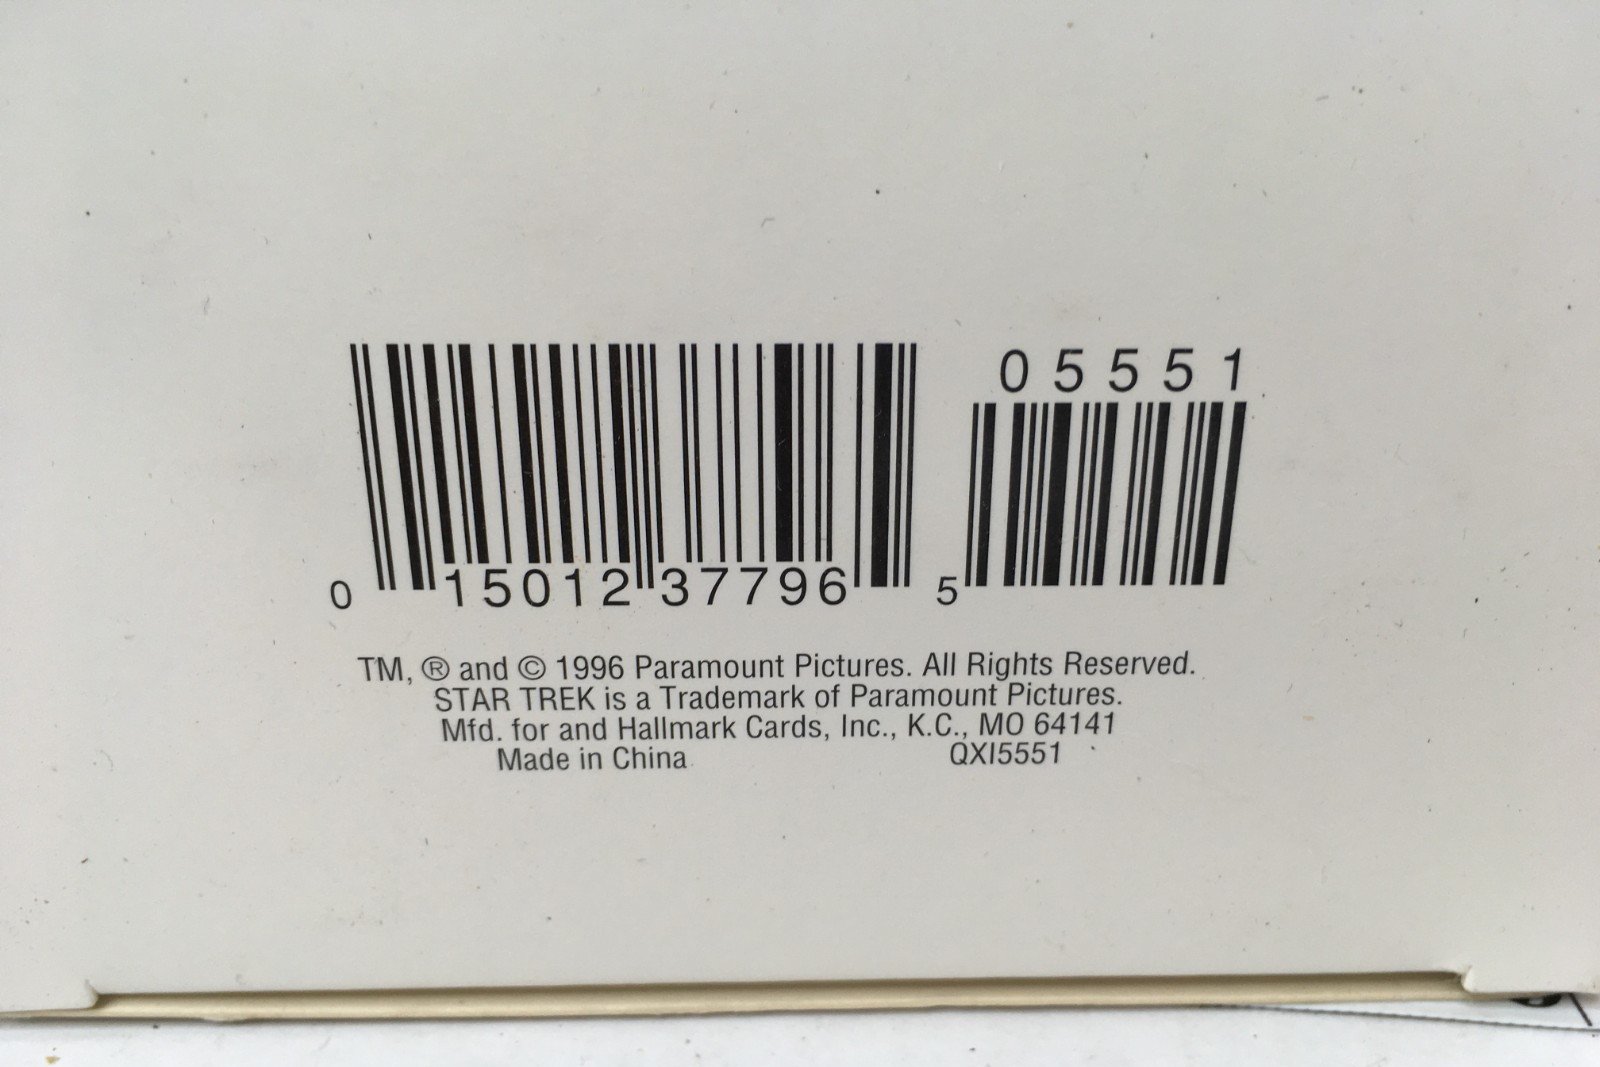 05551
0 15012 37796 5
TM, ® and © 1996 Paramount Pictures. All Rights Reserved.
STAR TREK is a Trademark of Paramount Pictures.
Mfd. for and Hallmark Cards, Inc., K.C., MO 64141
Made in China QXI5551